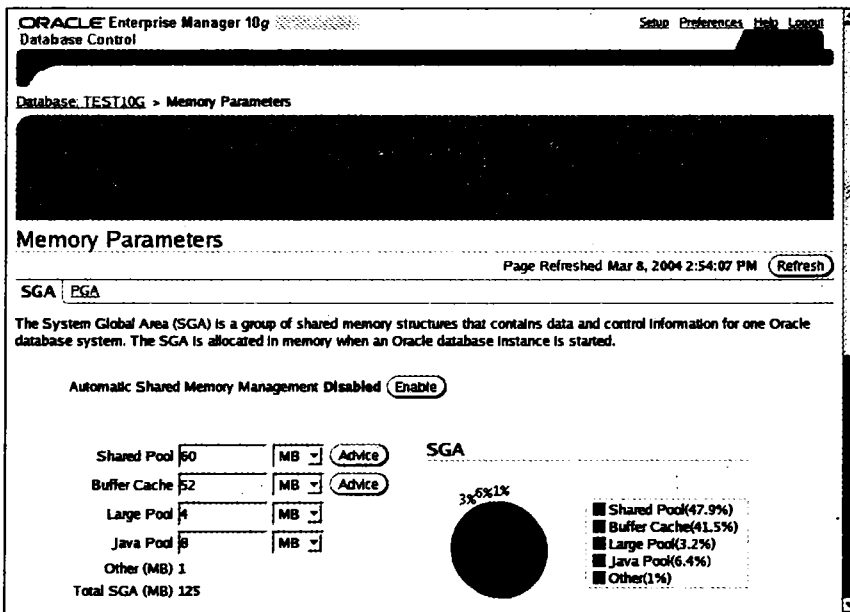 ORACLE Enterprise Manager 10g
Database Control
Setup Preferences Help Logout
Database: TEST10G > Memory Parameters
Memory Parameters
Page Refreshed Mar 8, 2004 2:54:07 PM Refresh
SGA PGA
The System Global Area (SGA) is a group of shared memory structures that contains data and control information for one Oracle
database system. The SGA is allocated in memory when an Oracle database instance is started.
Automatic Shared Memory Management Disabled Enable
Shared Pool 60 MB Advice
Buffer Cache 52 MB Advice
Large Pool 4 MB
Java Pool 8 MB
Other (MB) 1
Total SGA (MB) 125
SGA
3% 6% 1%
Shared Pool(47.9%)
Buffer Cache(41.5%)
Large Pool(3.2%)
Java Pool(6.4%)
Other(1%)